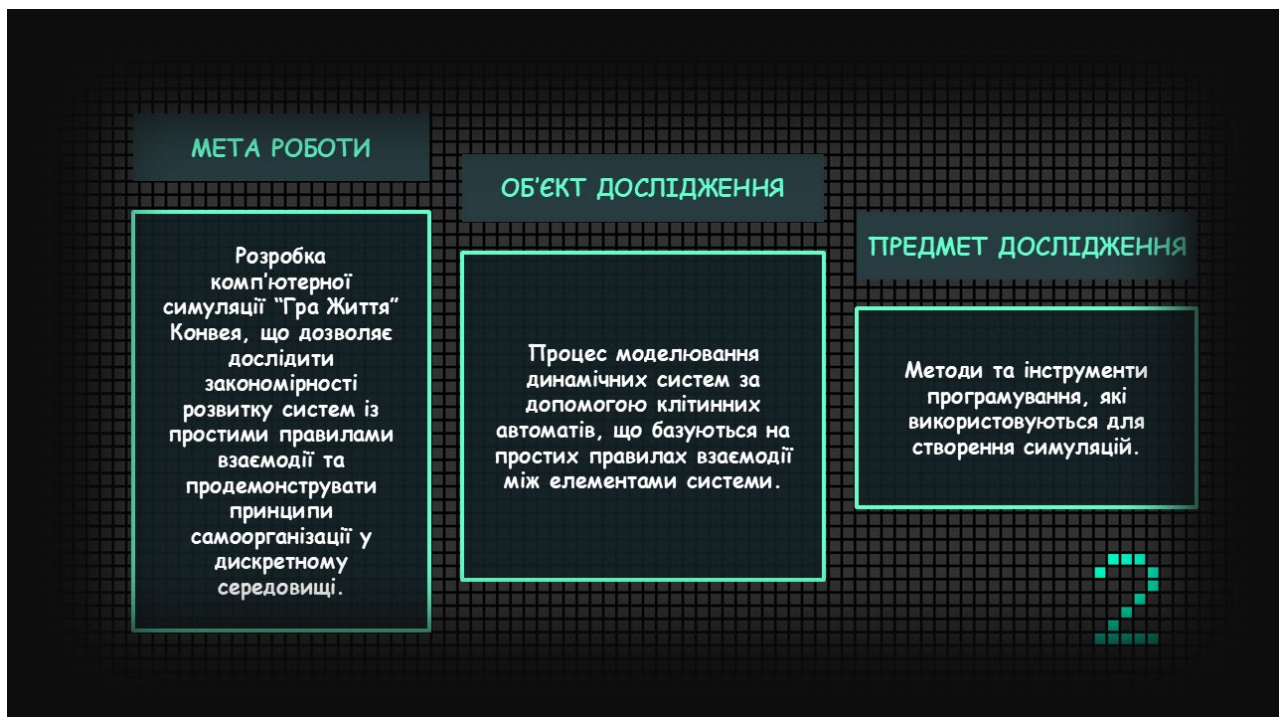 МЕТА РОБОТИ
Розробка
комп’ютерної
симуляції “Гра Життя”
Конвея, що дозволяє
дослідити
закономірності
розвитку систем із
простими правилами
взаємодії та
продемонструвати
принципи
самоорганізації у
дискретному
середовищі.
ОБ’ЄКТ ДОСЛІДЖЕННЯ
Процес моделювання
динамічних систем за
допомогою клітинних
автоматів, що базуються на
простих правилах взаємодії
між елементами системи.
ПРЕДМЕТ ДОСЛІДЖЕННЯ
Методи та інструменти
програмування, які
використовуються для
створення симуляцій.
2